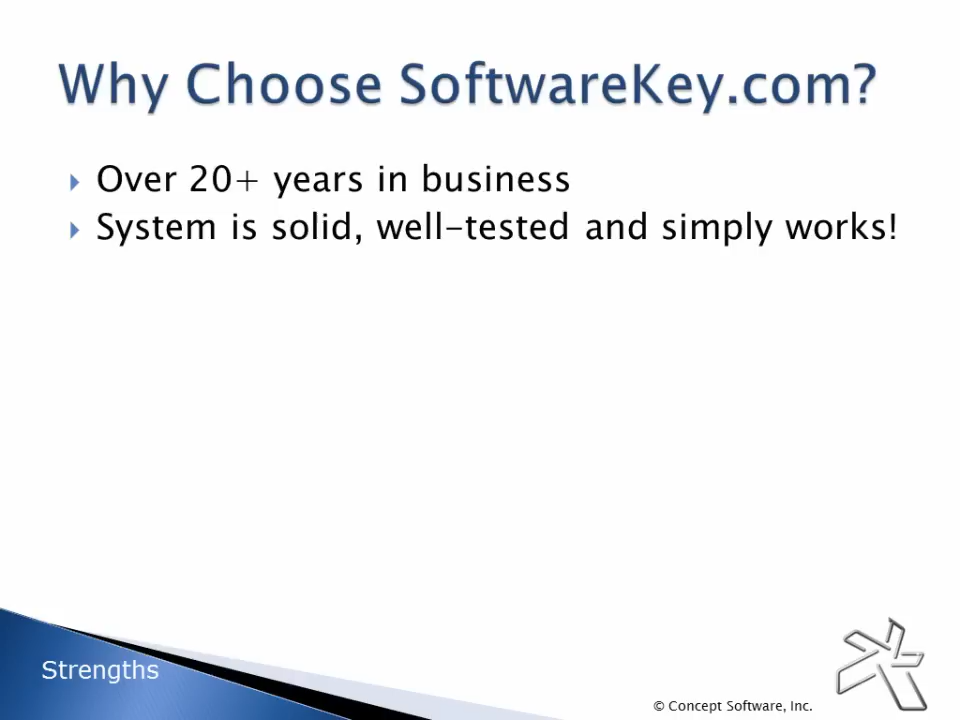 Why Choose SoftwareKey.com?
Over 20+ years in business
System is solid, well-tested and simply works!
Strengths
© Concept Software, Inc.